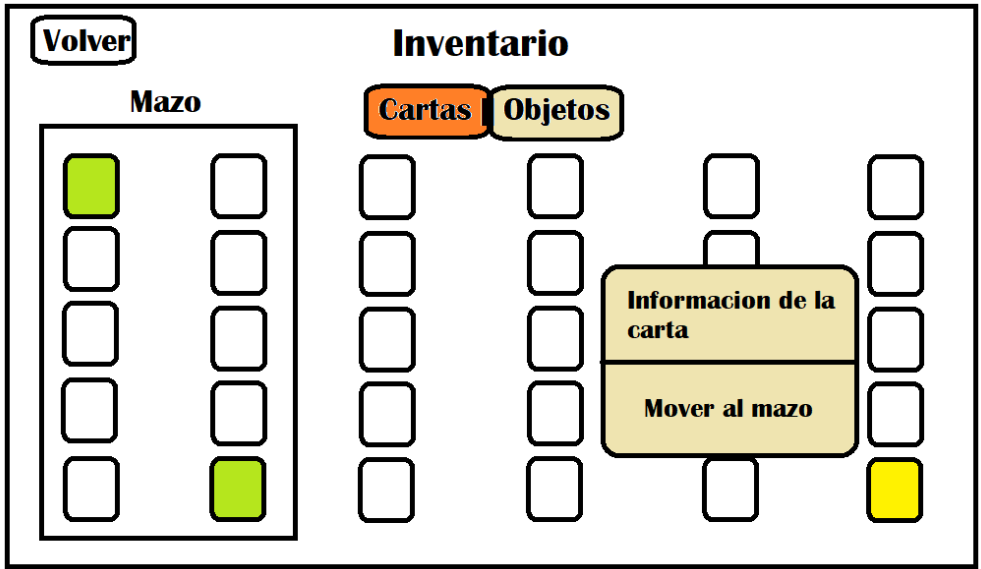 Volver
Inventario
Mazo
Cartas
Objetos
Informacion de la
carta
Mover al mazo